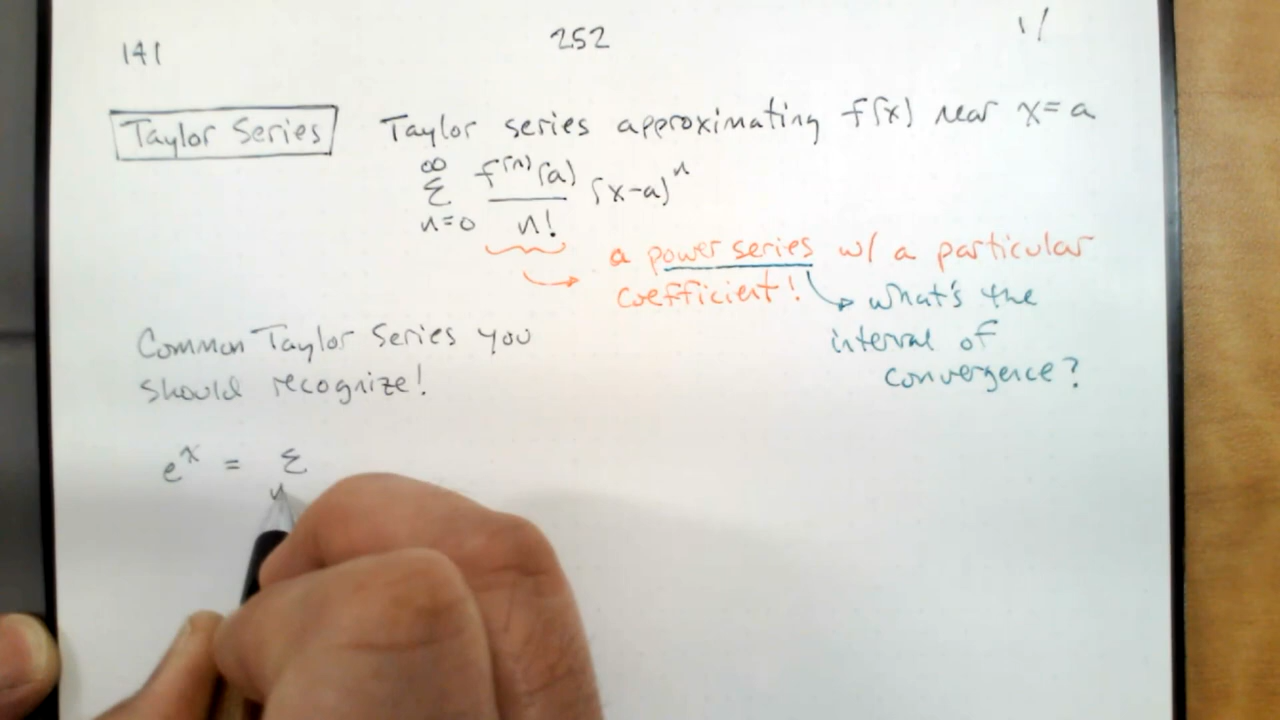 141 252 1/
Taylor Series Taylor series approximating f(x) near x=a
∞
Σ f⁽ⁿ⁾(a) (x-a)ⁿ
n=0 n!
a power series w/ a particular
coefficient!
what's the
interval of
convergence?
Common Taylor Series you
should recognize!
eˣ = Σ
n